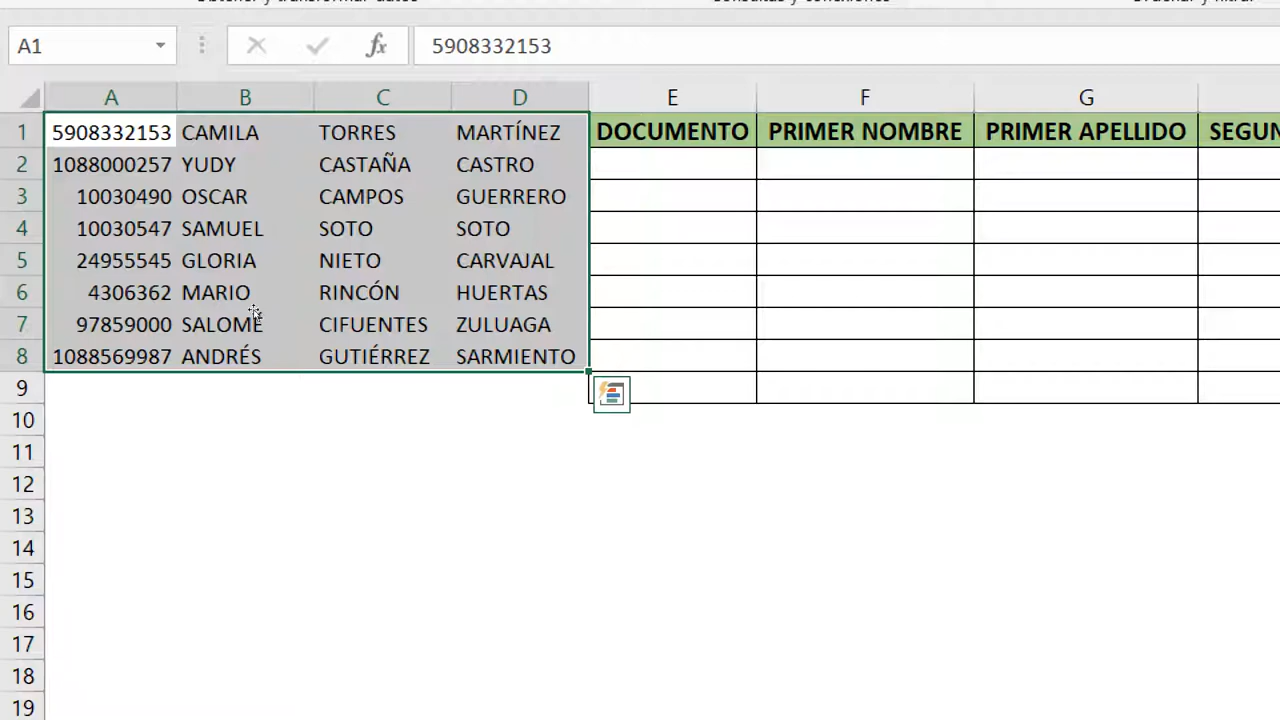 A1 fx 5908332153
A B C D E F G
1 5908332153 CAMILA TORRES MARTÍNEZ DOCUMENTO PRIMER NOMBRE PRIMER APELLIDO
2 1088000257 YUDY CASTAÑA CASTRO
3 10030490 OSCAR CAMPOS GUERRERO
4 10030547 SAMUEL SOTO SOTO
5 24955545 GLORIA NIETO CARVAJAL
6 4306362 MARIO RINCÓN HUERTAS
7 97859000 SALOMÉ CIFUENTES ZULUAGA
8 1088569987 ANDRÉS GUTIÉRREZ SARMIENTO
9
10
11
12
13
14
15
16
17
18
19